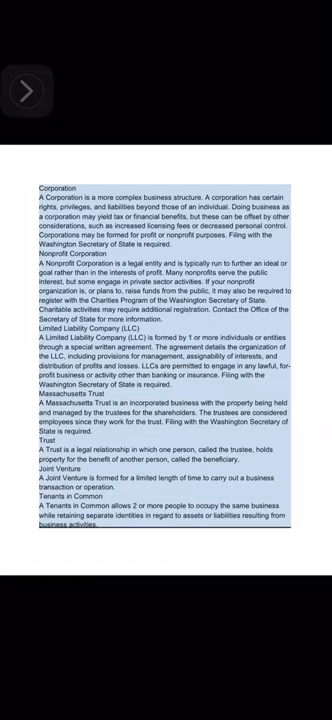 Corporation
A Corporation is a more complex business structure. A corporation has certain
rights, privileges, and liabilities beyond those of an individual. Doing business as
a corporation may yield tax or financial benefits, but these can be offset by other
considerations, such as increased licensing fees or decreased personal control.
Corporations may be formed for profit or nonprofit purposes. Filing with the
Washington Secretary of State is required.
Nonprofit Corporation
A Nonprofit Corporation is a legal entity and is typically run to further an ideal or
goal rather than in the interests of profit. Many nonprofits serve the public
interest, but some engage in private sector activities. If your nonprofit
organization is, or plans to, raise funds from the public, it may also be required to
register with the Charities Program of the Washington Secretary of State.
Charitable activities may require additional registration. Contact the Office of the
Secretary of State for more information.
Limited Liability Company (LLC)
A Limited Liability Company (LLC) is formed by 1 or more individuals or entities
through a special written agreement. The agreement details the organization of
the LLC, including provisions for management, assignability of interests, and
distribution of profits and losses. LLCs are permitted to engage in any lawful, for-
profit business or activity other than banking or insurance. Filing with the
Washington Secretary of State is required.
Massachusetts Trust
A Massachusetts Trust is an incorporated business with the property being held
and managed by the trustees for the shareholders. The trustees are considered
employees since they work for the trust. Filing with the Washington Secretary of
State is required.
Trust
A Trust is a legal relationship in which one person, called the trustee, holds
property for the benefit of another person, called the beneficiary.
Joint Venture
A Joint Venture is formed for a limited length of time to carry out a business
transaction or operation.
Tenants in Common
A Tenants in Common allows 2 or more people to occupy the same business
while retaining separate identities in regard to assets or liabilities resulting from
business activities.